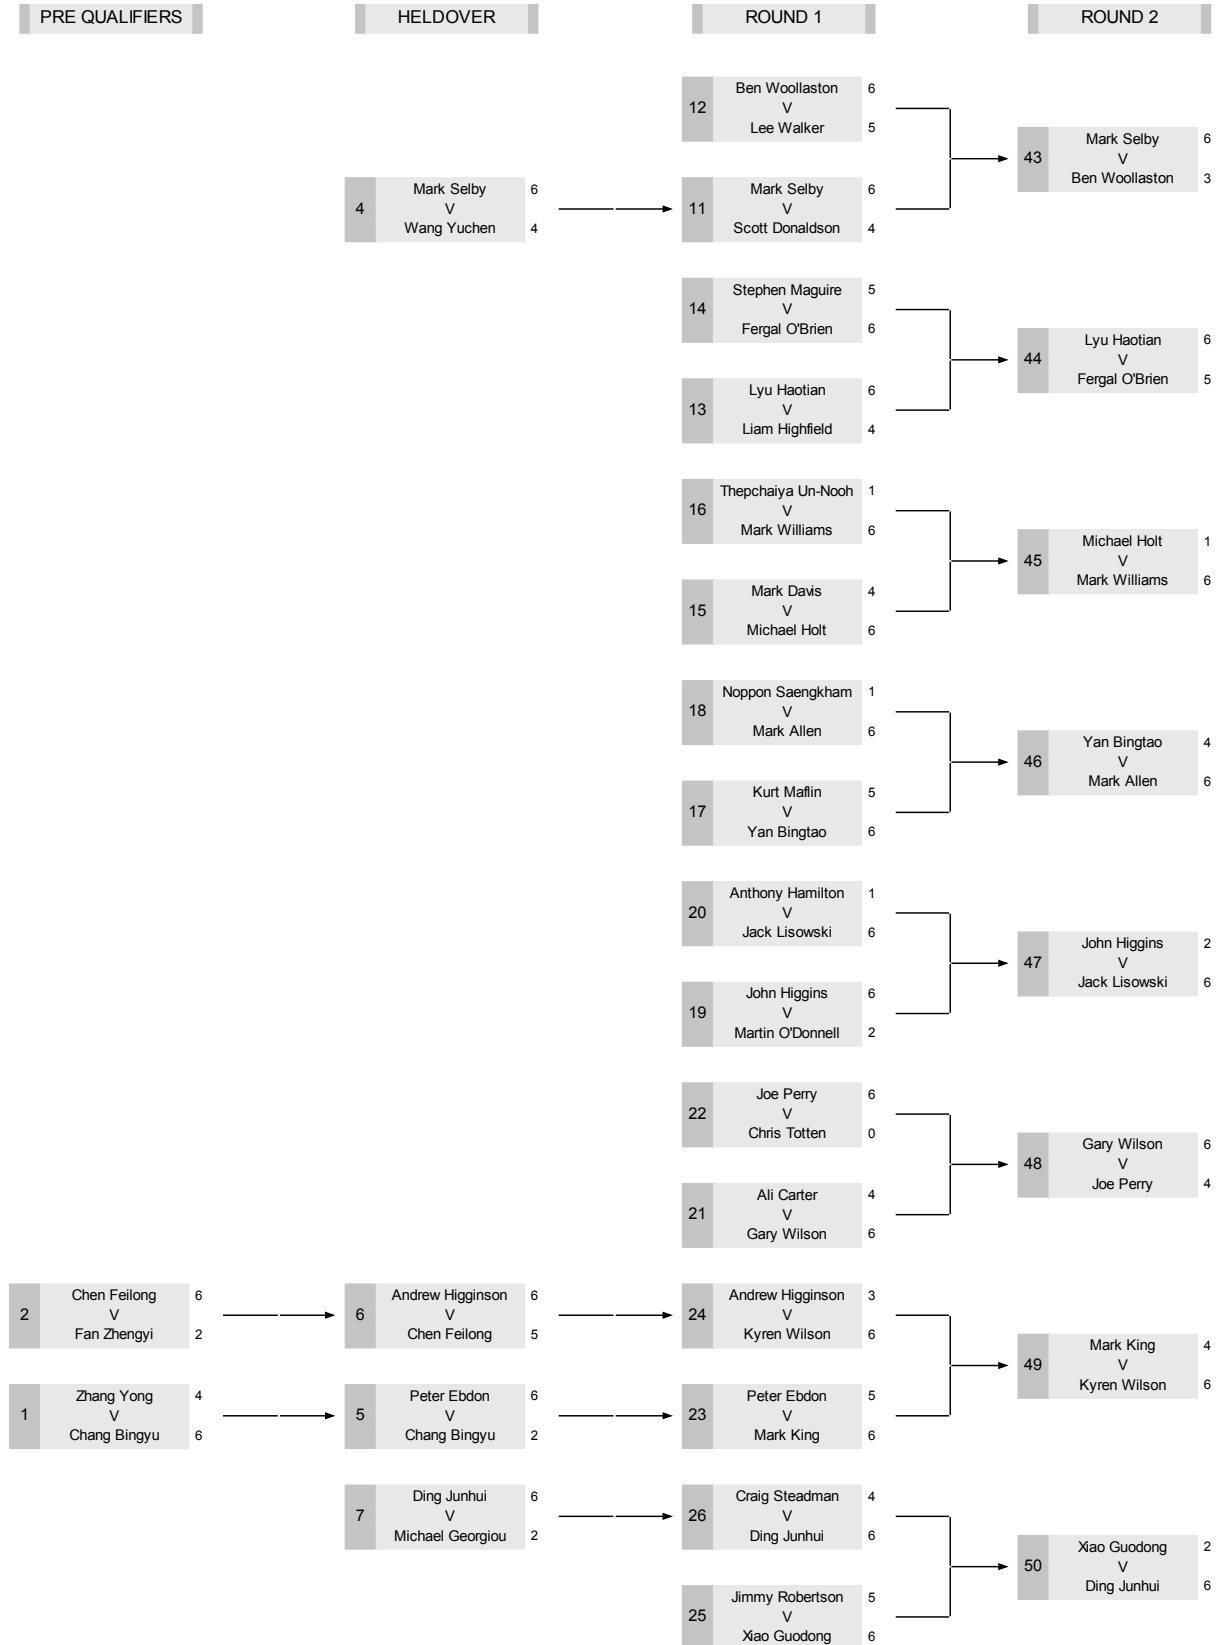 PRE QUALIFIERS
HELDOVER
ROUND 1
ROUND 2
12
Ben Woollaston 6
V
Lee Walker 5
43
Mark Selby 6
V
Ben Woollaston 3
4
Mark Selby 6
V
Wang Yuchen 4
11
Mark Selby 6
V
Scott Donaldson 4
14
Stephen Maguire 5
V
Fergal O'Brien 6
44
Lyu Haotian 6
V
Fergal O'Brien 5
13
Lyu Haotian 6
V
Liam Highfield 4
16
Thepchaiya Un-Nooh 1
V
Mark Williams 6
45
Michael Holt 1
V
Mark Williams 6
15
Mark Davis 4
V
Michael Holt 6
18
Noppon Saengkham 1
V
Mark Allen 6
46
Yan Bingtao 4
V
Mark Allen 6
17
Kurt Maflin 5
V
Yan Bingtao 6
20
Anthony Hamilton 1
V
Jack Lisowski 6
47
John Higgins 2
V
Jack Lisowski 6
19
John Higgins 6
V
Martin O'Donnell 2
22
Joe Perry 6
V
Chris Totten 0
48
Gary Wilson 6
V
Joe Perry 4
21
Ali Carter 4
V
Gary Wilson 6
2
Chen Feilong 6
V
Fan Zhengyi 2
6
Andrew Higginson 6
V
Chen Feilong 5
24
Andrew Higginson 3
V
Kyren Wilson 6
49
Mark King 4
V
Kyren Wilson 6
1
Zhang Yong 4
V
Chang Bingyu 6
5
Peter Ebdon 6
V
Chang Bingyu 2
23
Peter Ebdon 5
V
Mark King 6
7
Ding Junhui 6
V
Michael Georgiou 2
26
Craig Steadman 4
V
Ding Junhui 6
50
Xiao Guodong 2
V
Ding Junhui 6
25
Jimmy Robertson 5
V
Xiao Guodong 6